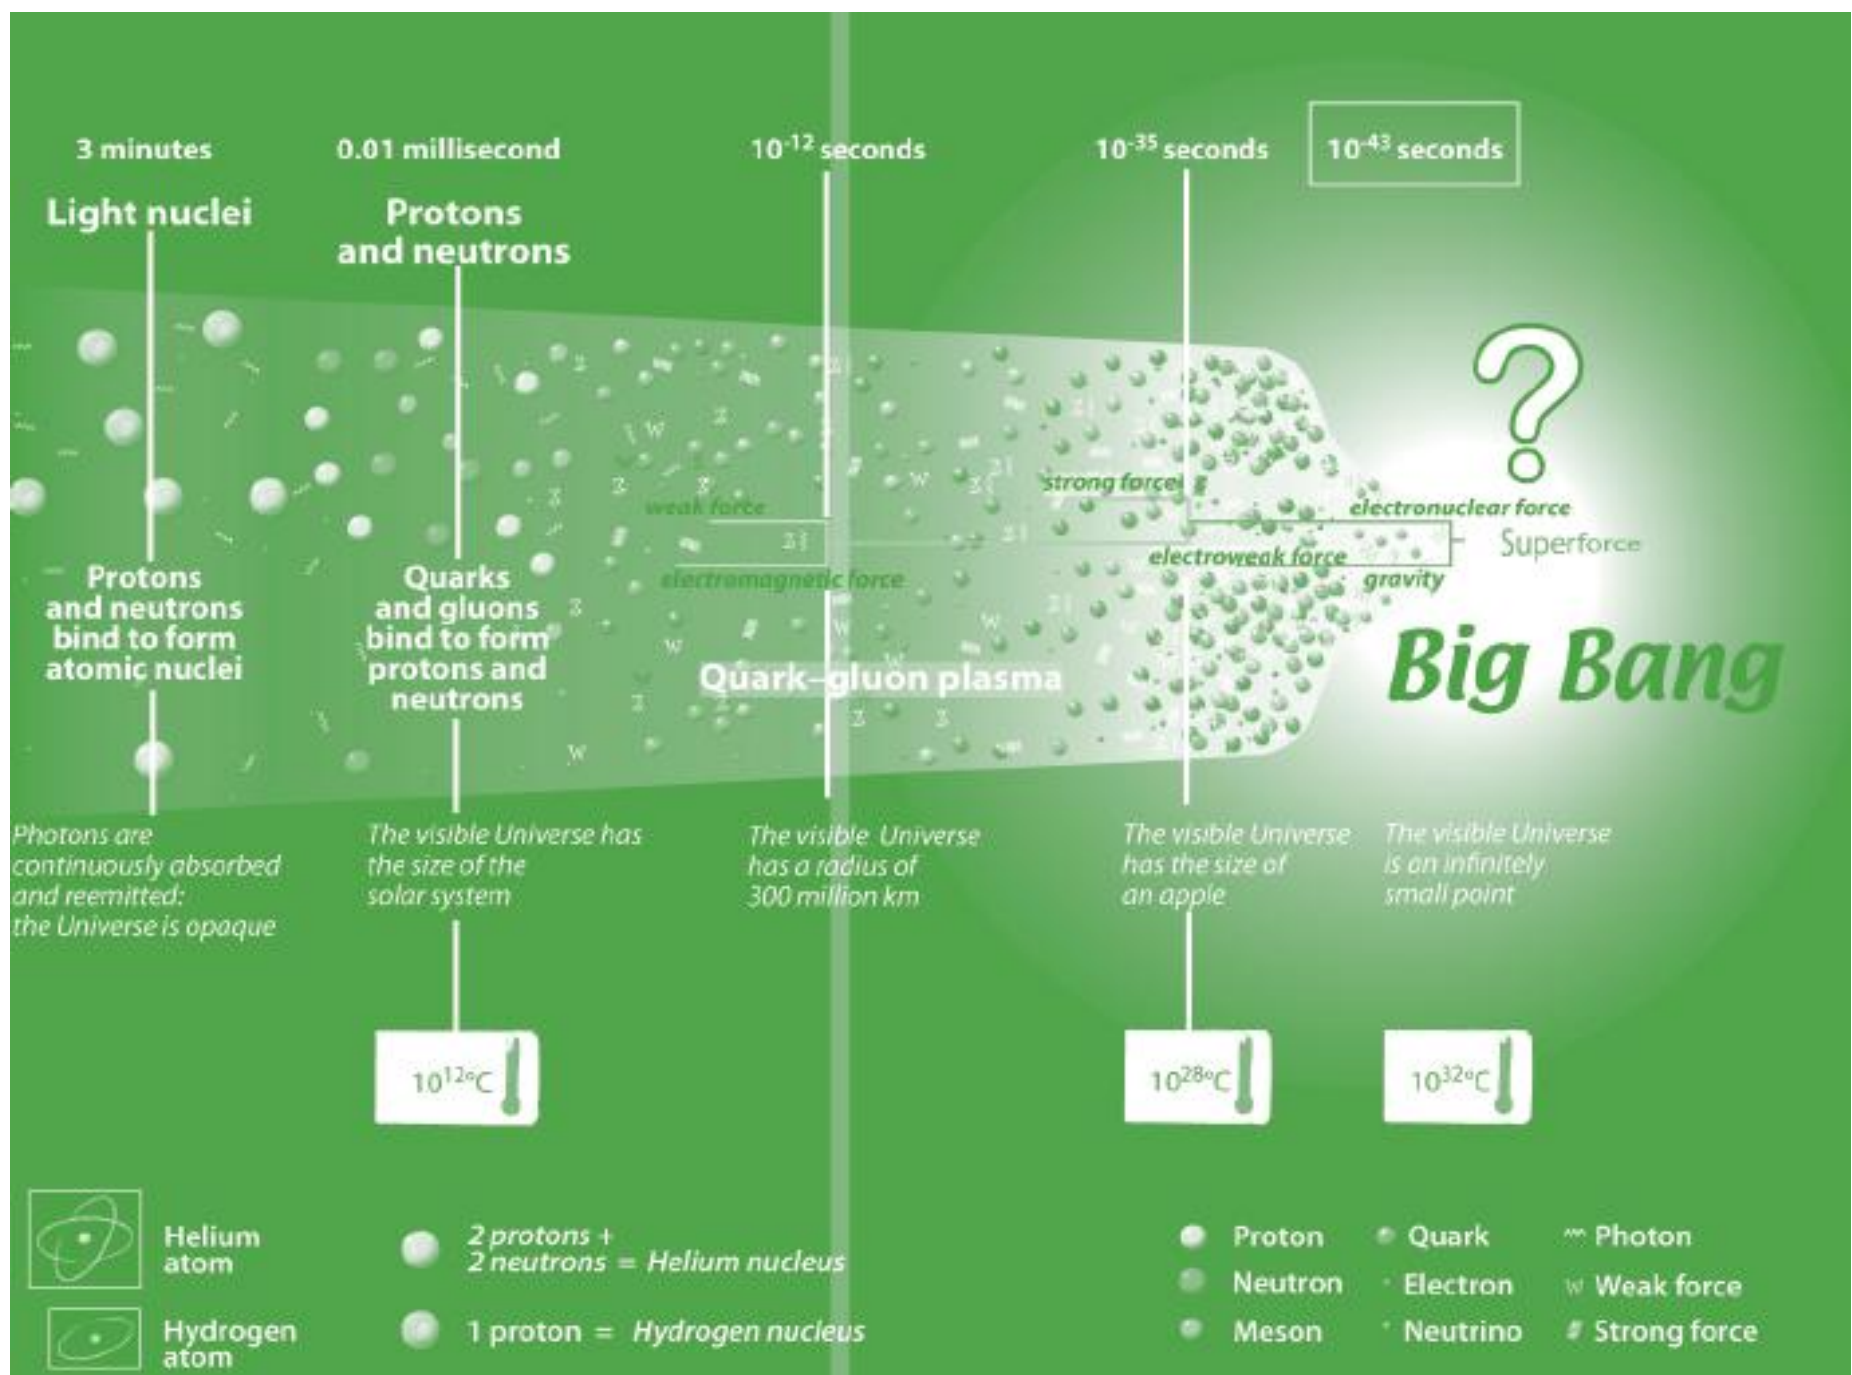 3 minutes
Light nuclei
Protons
and neutrons
bind to form
atomic nuclei
Photons are
continuously absorbed
and reemitted:
the Universe is opaque
0.01 millisecond
Protons
and neutrons
Quarks
and gluons
bind to form
protons and
neutrons
The visible Universe has
the size of the
solar system
10¹²°C
10⁻¹² seconds
weak force
electromagnetic force
Quark–gluon plasma
The visible Universe
has a radius of
300 million km
10⁻³⁵ seconds
strong force
electroweak force
The visible Universe
has the size of
an apple
10²⁸°C
10⁻⁴³ seconds
?
electronuclear force
Superforce
gravity
Big Bang
The visible Universe
is an infinitely
small point
10³²°C
Helium
atom
2 protons +
2 neutrons = Helium nucleus
Hydrogen
atom
1 proton = Hydrogen nucleus
Proton
Quark
Photon
Neutron
Electron
w Weak force
Meson
Neutrino
Strong force